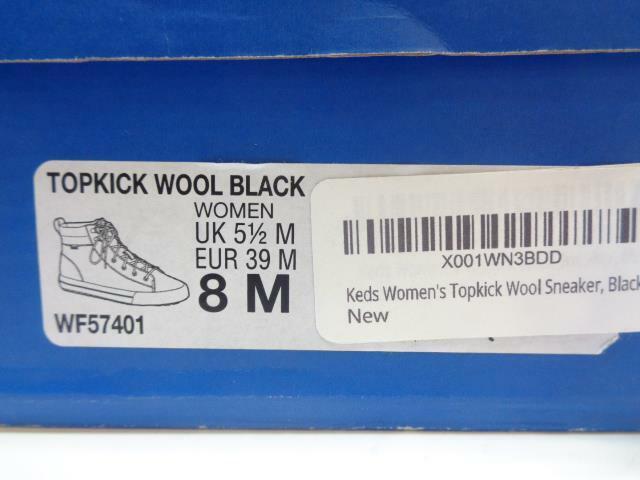 TOPKICK WOOL BLACK
WOMEN
UK 5½ M
EUR 39 M
8 M
WF57401
X001WN3BDD
Keds Women's Topkick Wool Sneaker, Black
New